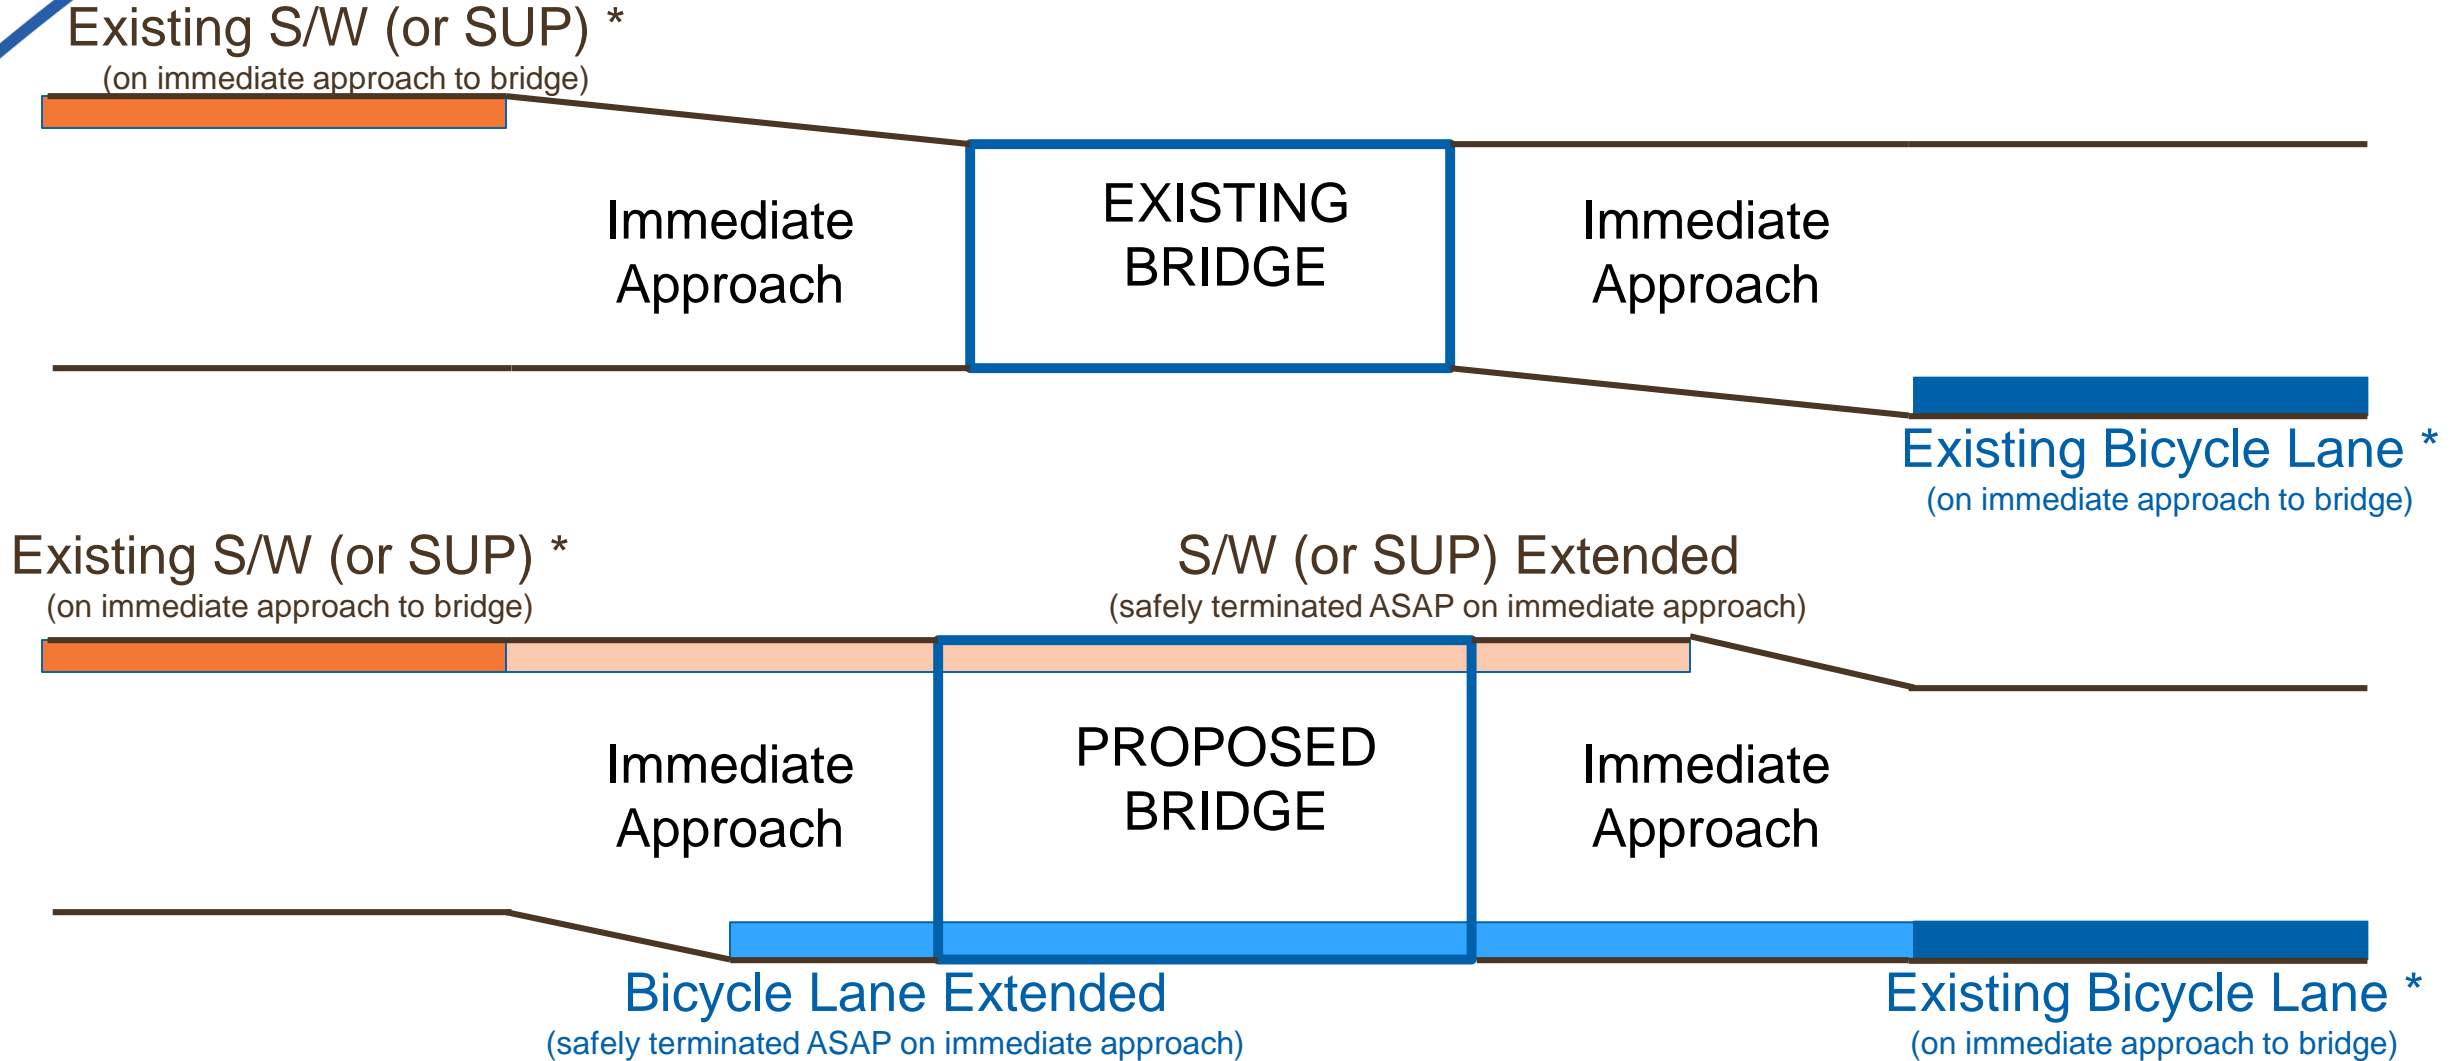 Existing S/W (or SUP) *
(on immediate approach to bridge)
Immediate
Approach
EXISTING
BRIDGE
Immediate
Approach
Existing Bicycle Lane *
(on immediate approach to bridge)
Existing S/W (or SUP) *
(on immediate approach to bridge)
S/W (or SUP) Extended
(safely terminated ASAP on immediate approach)
Immediate
Approach
PROPOSED
BRIDGE
Immediate
Approach
Bicycle Lane Extended
(safely terminated ASAP on immediate approach)
Existing Bicycle Lane *
(on immediate approach to bridge)